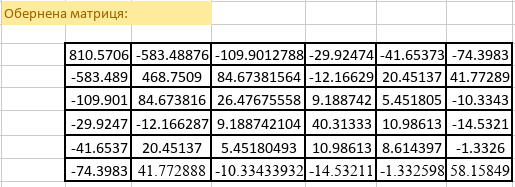 Обернена матриця:
810.5706 -583.48876 -109.9012788 -29.92474 -41.65373 -74.3983
-583.489 468.7509 84.67381564 -12.16629 20.45137 41.77289
-109.901 84.673816 26.47675558 9.188742 5.451805 -10.3343
-29.9247 -12.166287 9.188742104 40.31333 10.98613 -14.5321
-41.6537 20.45137 5.45180493 10.98613 8.614397 -1.3326
-74.3983 41.772888 -10.33433932 -14.53211 -1.332598 58.15849